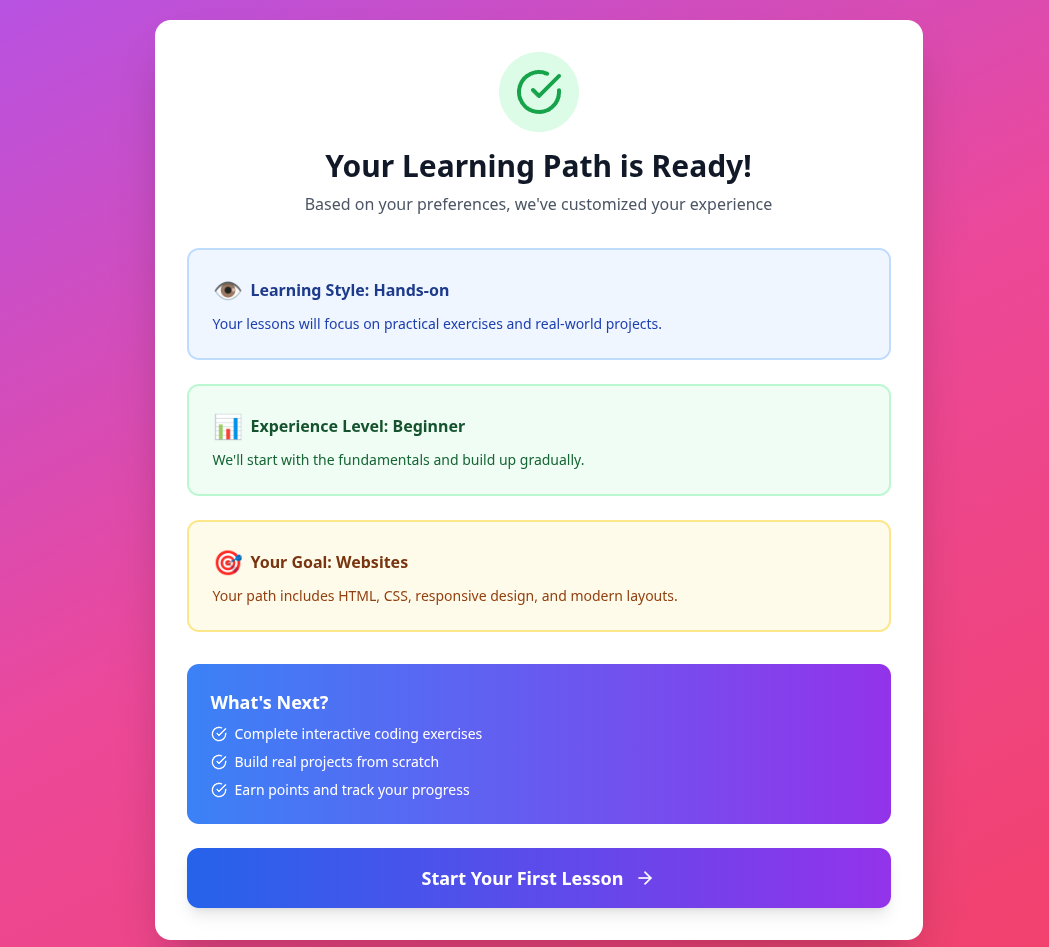 Your Learning Path is Ready!
Based on your preferences, we've customized your experience
Learning Style: Hands-on
Your lessons will focus on practical exercises and real-world projects.
Experience Level: Beginner
We'll start with the fundamentals and build up gradually.
Your Goal: Websites
Your path includes HTML, CSS, responsive design, and modern layouts.
What's Next?
Complete interactive coding exercises
Build real projects from scratch
Earn points and track your progress
Start Your First Lesson